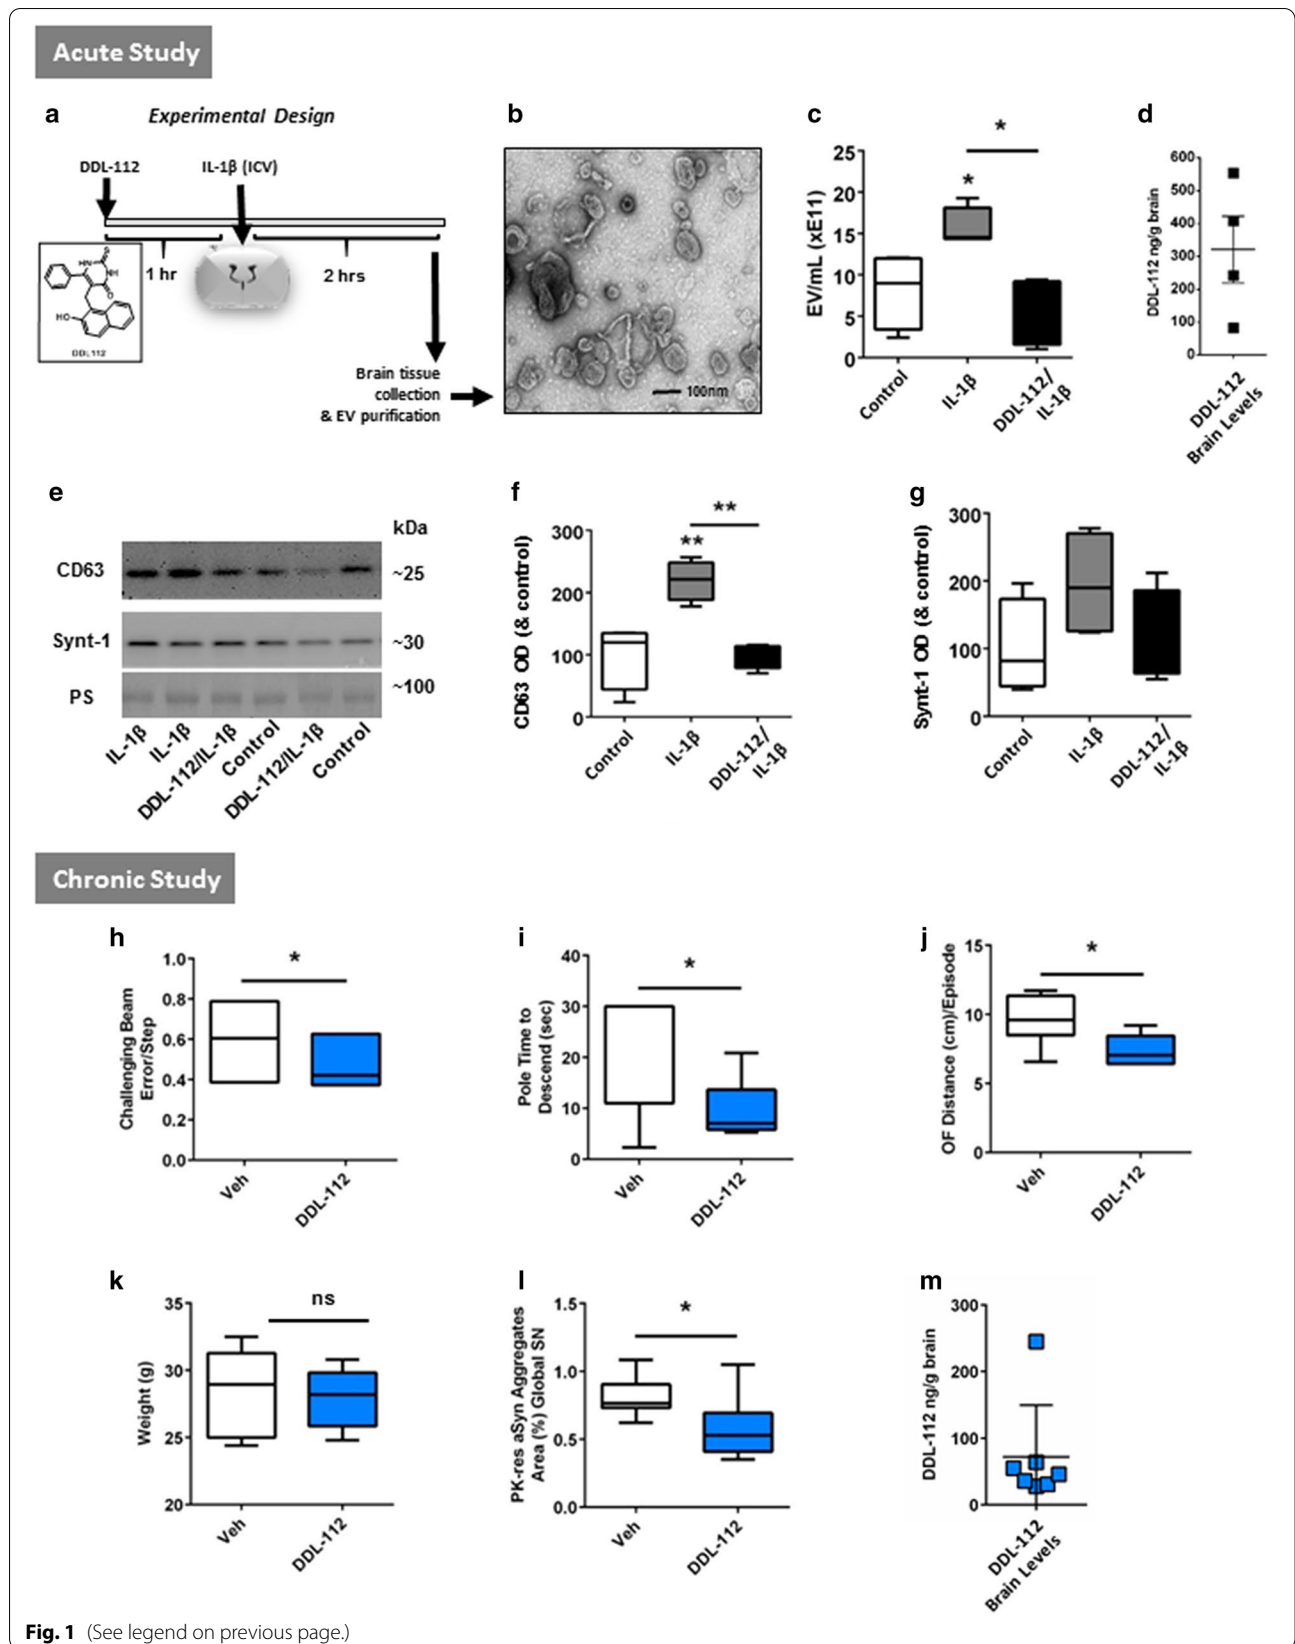 Acute Study
a
Experimental Design
DDL-112
IL-1β (ICV)
1 hr
2 hrs
HN
S
NH
O
HO
DDL 112
Brain tissue
collection
& EV purification
b
100nm
c
*
*
EV/mL (xE11)
25
20
15
10
5
0
Control
IL-1β
DDL-112/
IL-1β
d
DDL-112 ng/g brain
600
500
400
300
200
100
0
DDL-112
Brain Levels
e
kDa
CD63
~25
Synt-1
~30
PS
~100
IL-1β
IL-1β
DDL-112/IL-1β
Control
DDL-112/IL-1β
Control
f
**
**
CD63 OD (& control)
300
200
100
0
Control
IL-1β
DDL-112/
IL-1β
g
Synt-1 OD (& control)
300
200
100
0
Control
IL-1β
DDL-112/
IL-1β
Chronic Study
h
*
Challenging Beam
Error/Step
1.0
0.8
0.6
0.4
0.2
0.0
Veh
DDL-112
i
*
Pole Time to
Descend (sec)
40
30
20
10
0
Veh
DDL-112
j
*
OF Distance (cm)/Episode
15
10
5
0
Veh
DDL-112
k
ns
Weight (g)
35
30
25
20
Veh
DDL-112
l
*
PK-res aSyn Aggregates
Area (%) Global SN
1.5
1.0
0.5
0.0
Veh
DDL-112
m
DDL-112 ng/g brain
300
200
100
0
DDL-112
Brain Levels
Fig. 1 (See legend on previous page.)